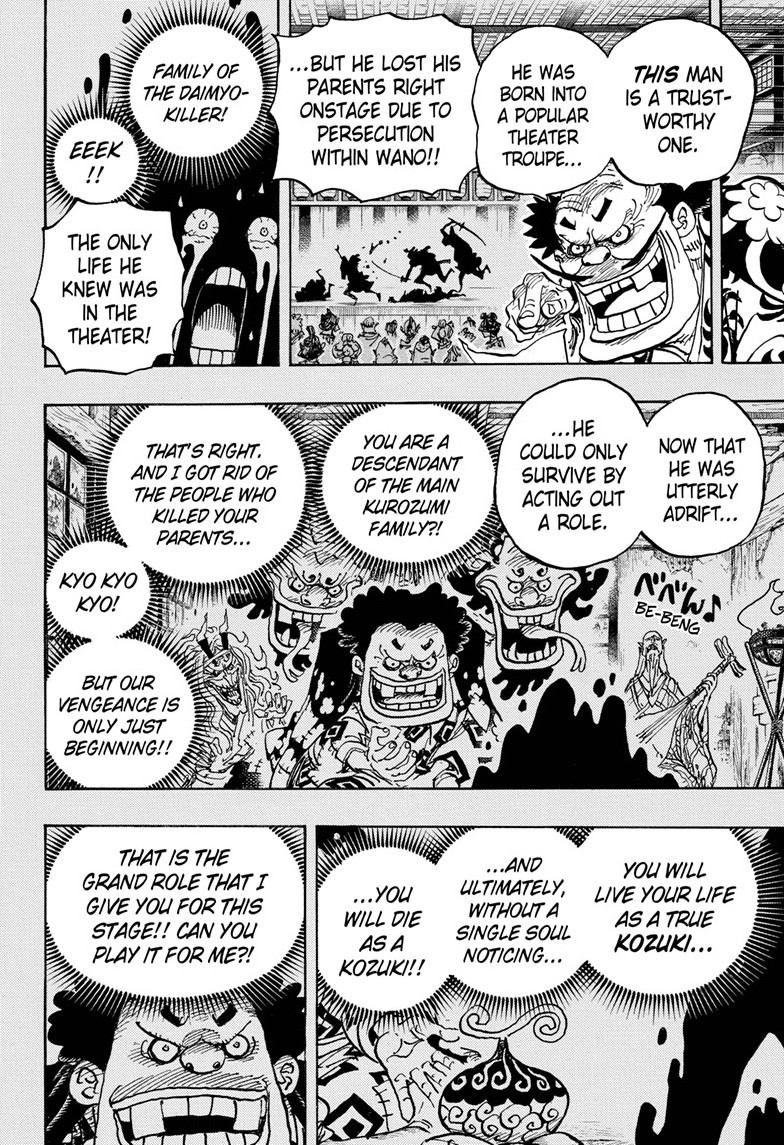 THIS MAN
IS A TRUST-
WORTHY
ONE.
HE WAS
BORN INTO
A POPULAR
THEATER
TROUPE...
...BUT HE LOST HIS
PARENTS RIGHT
ONSTAGE DUE TO
PERSECUTION
WITHIN WANO!!
FAMILY OF
THE DAIMYO-
KILLER!
EEEK
!!
THE ONLY
LIFE HE
KNEW WAS
IN THE
THEATER!
NOW THAT
HE WAS
UTTERLY
ADRIFT...
...HE
COULD ONLY
SURVIVE BY
ACTING OUT
A ROLE.
べべん♪
BE-BENG
YOU ARE A
DESCENDANT
OF THE MAIN
KUROZUMI
FAMILY?!
THAT'S RIGHT.
AND I GOT RID OF
THE PEOPLE WHO
KILLED YOUR
PARENTS...
KYO KYO
KYO!
BUT OUR
VENGEANCE IS
ONLY JUST
BEGINNING!!
YOU WILL
LIVE YOUR LIFE
AS A TRUE
KOZUKI...
...AND
ULTIMATELY,
WITHOUT A
SINGLE SOUL
NOTICING...
...YOU
WILL DIE
AS A
KOZUKI!!
THAT IS THE
GRAND ROLE THAT I
GIVE YOU FOR THIS
STAGE!! CAN YOU
PLAY IT FOR ME?!